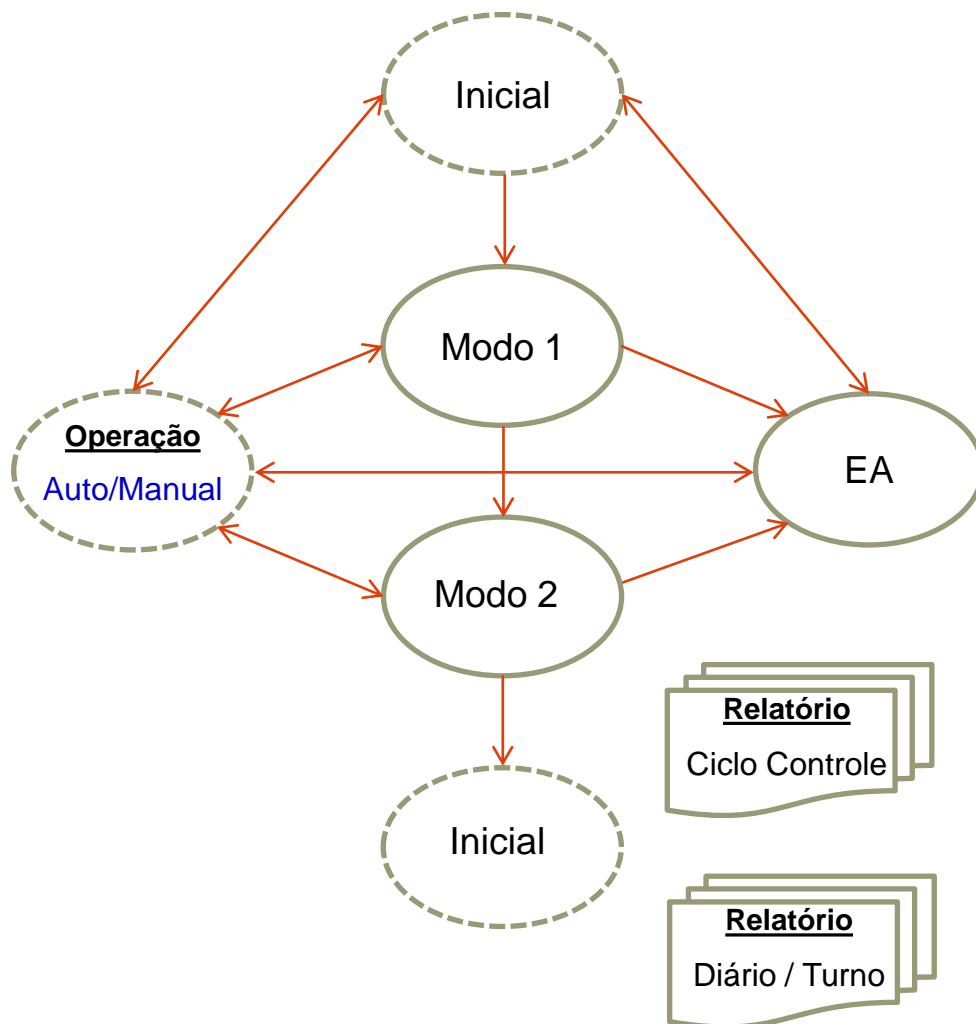 Inicial
Modo 1
Operação
Auto/Manual
EA
Modo 2
Relatório
Ciclo Controle
Inicial
Relatório
Diário / Turno